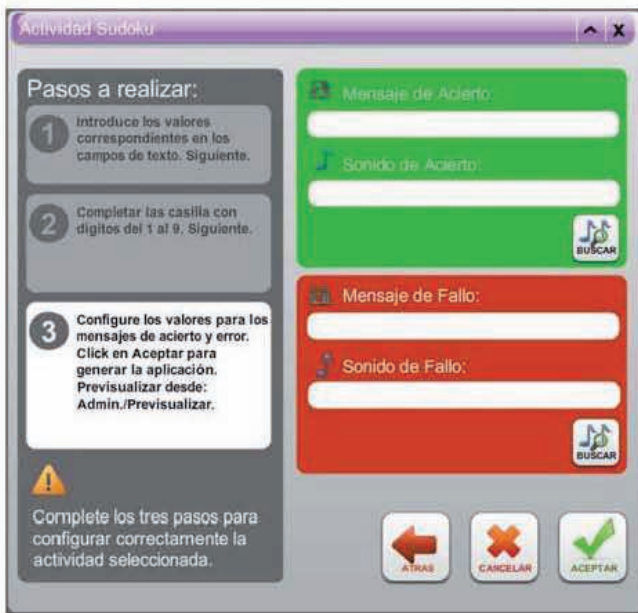 Actividad Sudoku
X
Pasos a realizar:
1
Introduce los valores
correspondientes en los
campos de texto. Siguiente.
2
Completar las casilla con
digitos del 1 al 9. Siguiente.
3
Configure los valores para los
mensajes de acierto y error.
Click en Aceptar para
generar la aplicación.
Previsualizar desde:
Admin./Previsualizar.
Complete los tres pasos para
configurar correctamente la
actividad seleccionada.
Mensaje de Acierto:
Sonido de Acierto:
BUSCAR
Mensaje de Fallo:
Sonido de Fallo:
BUSCAR
ATRAS
CANCELAR
ACEPTAR